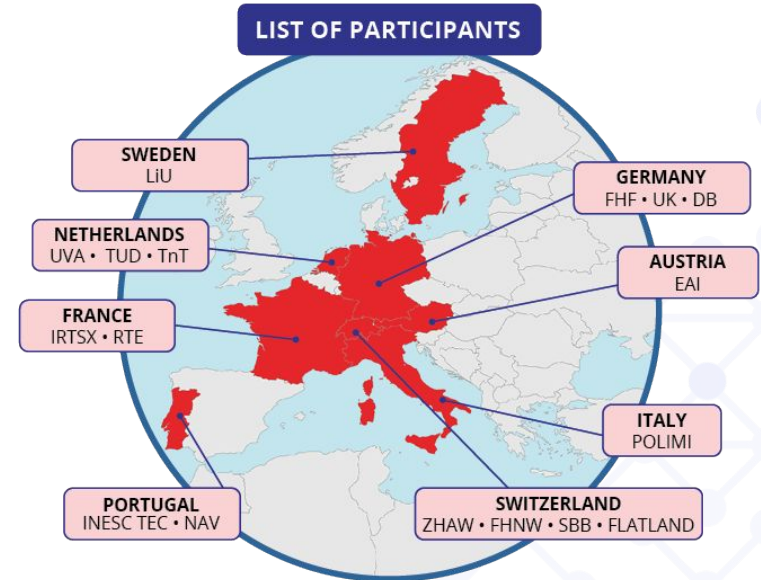 LIST OF PARTICIPANTS
SWEDEN
LiU
GERMANY
FHF • UK • DB
NETHERLANDS
UVA • TUD • TnT
AUSTRIA
EAI
FRANCE
IRTSX • RTE
ITALY
POLIMI
PORTUGAL
INESC TEC • NAV
SWITZERLAND
ZHAW • FHNW • SBB • FLATLAND